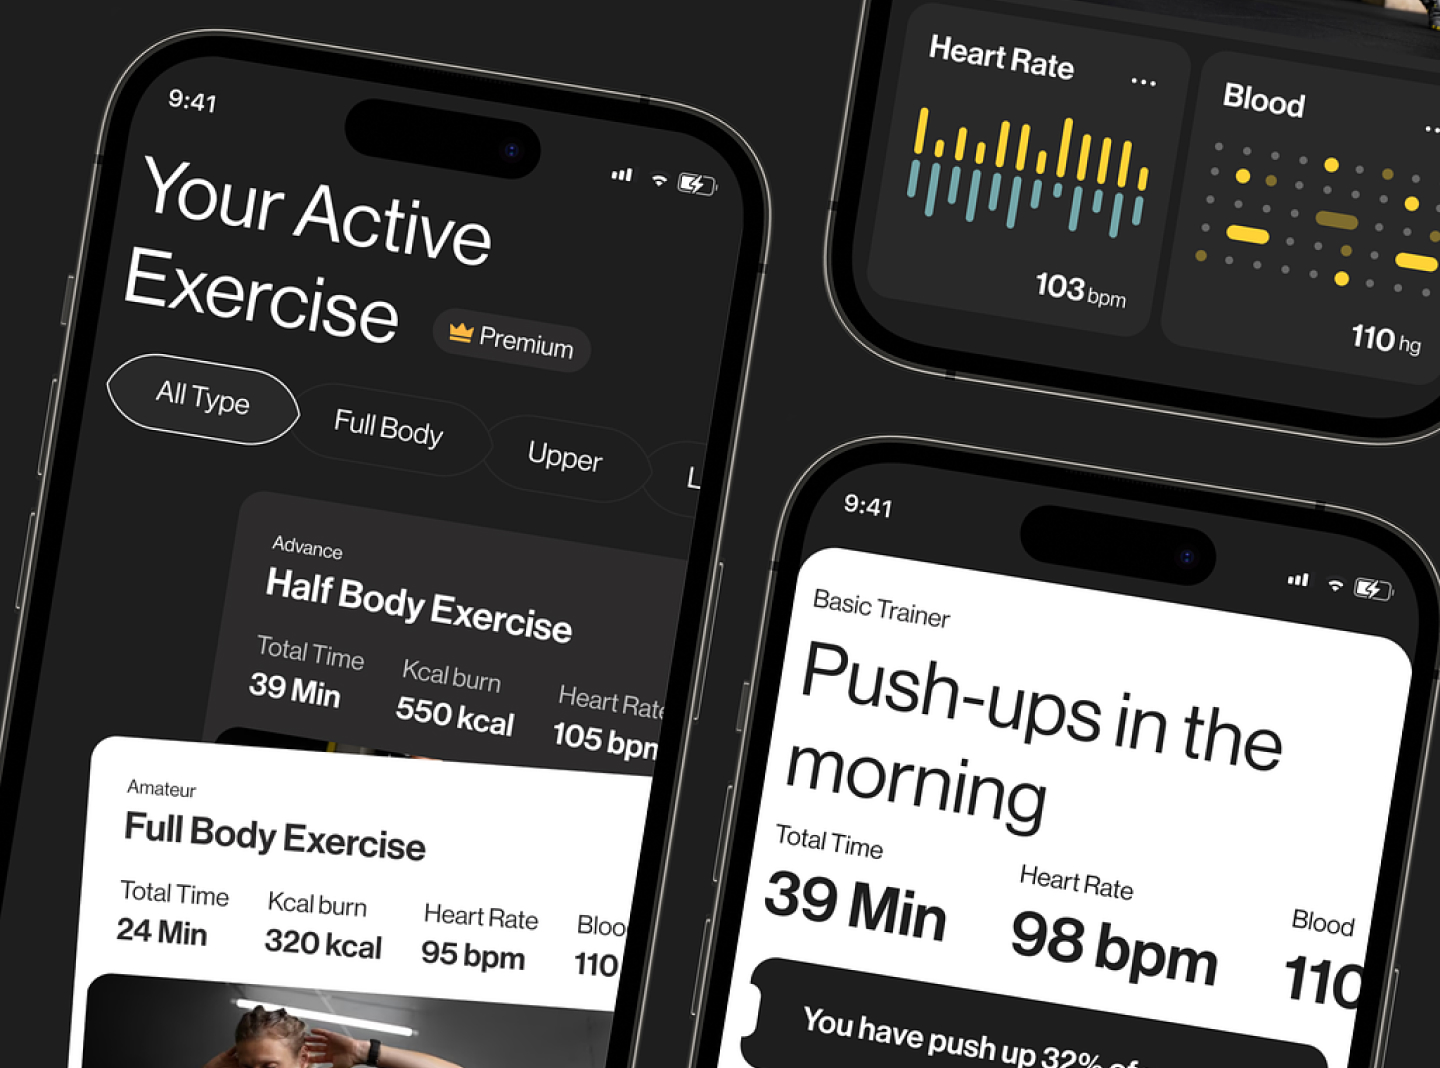 9:41
Your Active
Exercise
Premium
All Type
Full Body
Upper
L
Advance
Half Body Exercise
Total Time
Kcal burn
Heart Rate
39 Min
550 kcal
105 bpm
Amateur
Full Body Exercise
Total Time
Kcal burn
Heart Rate
Bloo
24 Min
320 kcal
95 bpm
110
Heart Rate
103 bpm
Blood
110 hg
9:41
Basic Trainer
Push-ups in the
morning
Total Time
Heart Rate
Blood
39 Min
98 bpm
110
You have push up 32% of